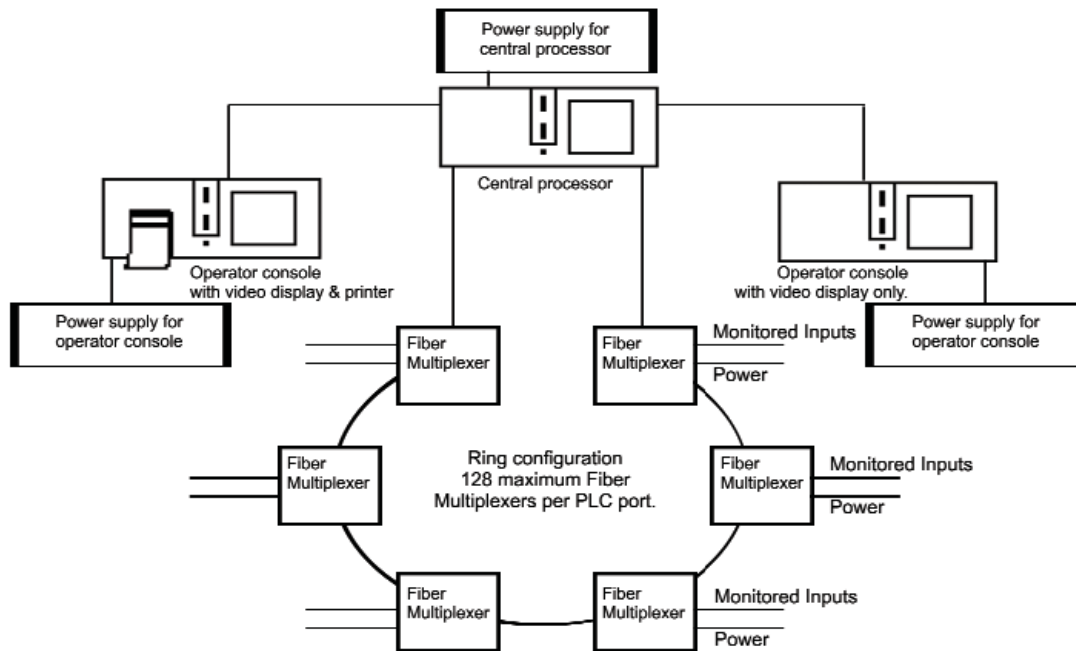 Power supply for
central processor
Central processor
Operator console
with video display & printer
Operator console
with video display only.
Power supply for
operator console
Power supply for
operator console
Fiber
Multiplexer
Fiber
Multiplexer
Monitored Inputs
Power
Fiber
Multiplexer
Ring configuration
128 maximum Fiber
Multiplexers per PLC port.
Fiber
Multiplexer
Monitored Inputs
Power
Fiber
Multiplexer
Fiber
Multiplexer
Monitored Inputs
Power